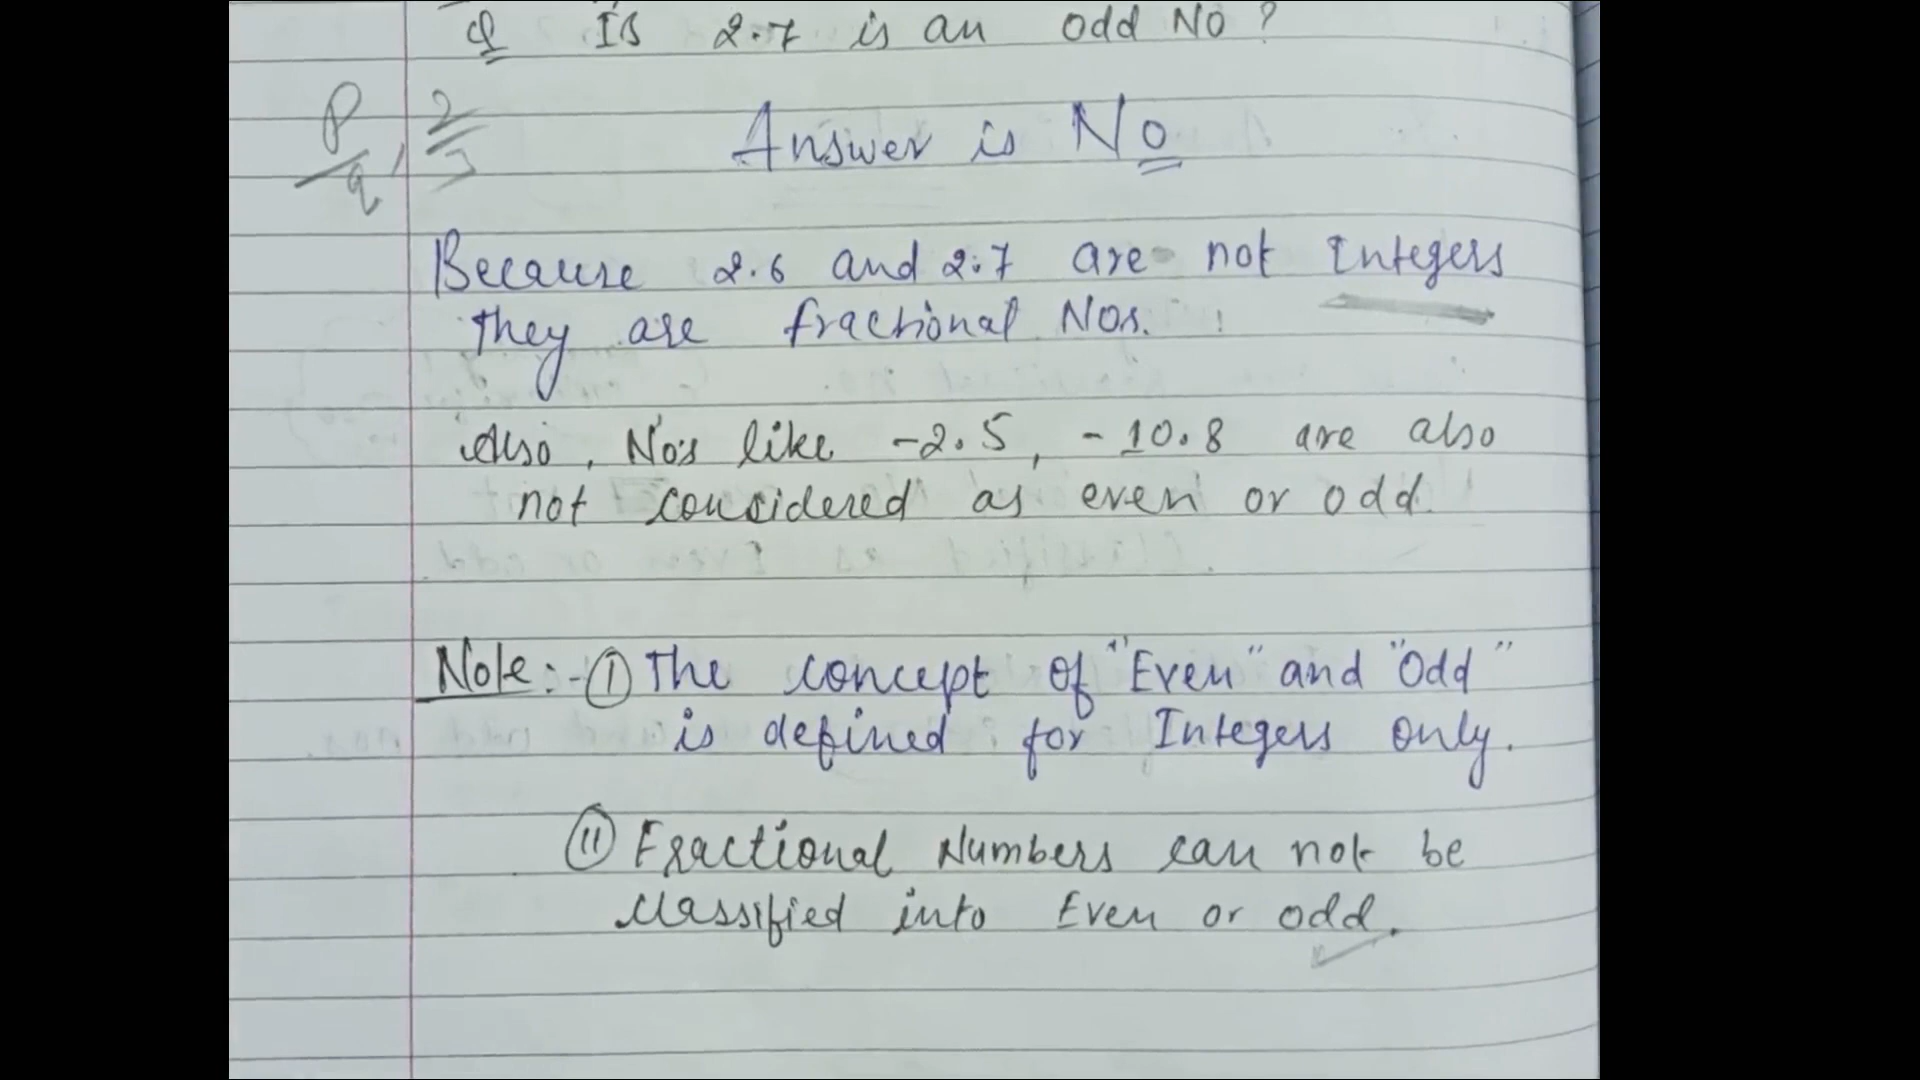 Q Is 2.7 is an odd No?
P/q, 2/3
Answer is No
Because 2.6 and 2.7 are not Integers
They are fractional Nos.
Also, No's like -2.5, -10.8 are also
not considered as even or odd.
Note:- (I) The concept of "Even" and "Odd"
is defined for Integers only.
(II) Fractional Numbers can not be
classified into Even or odd.